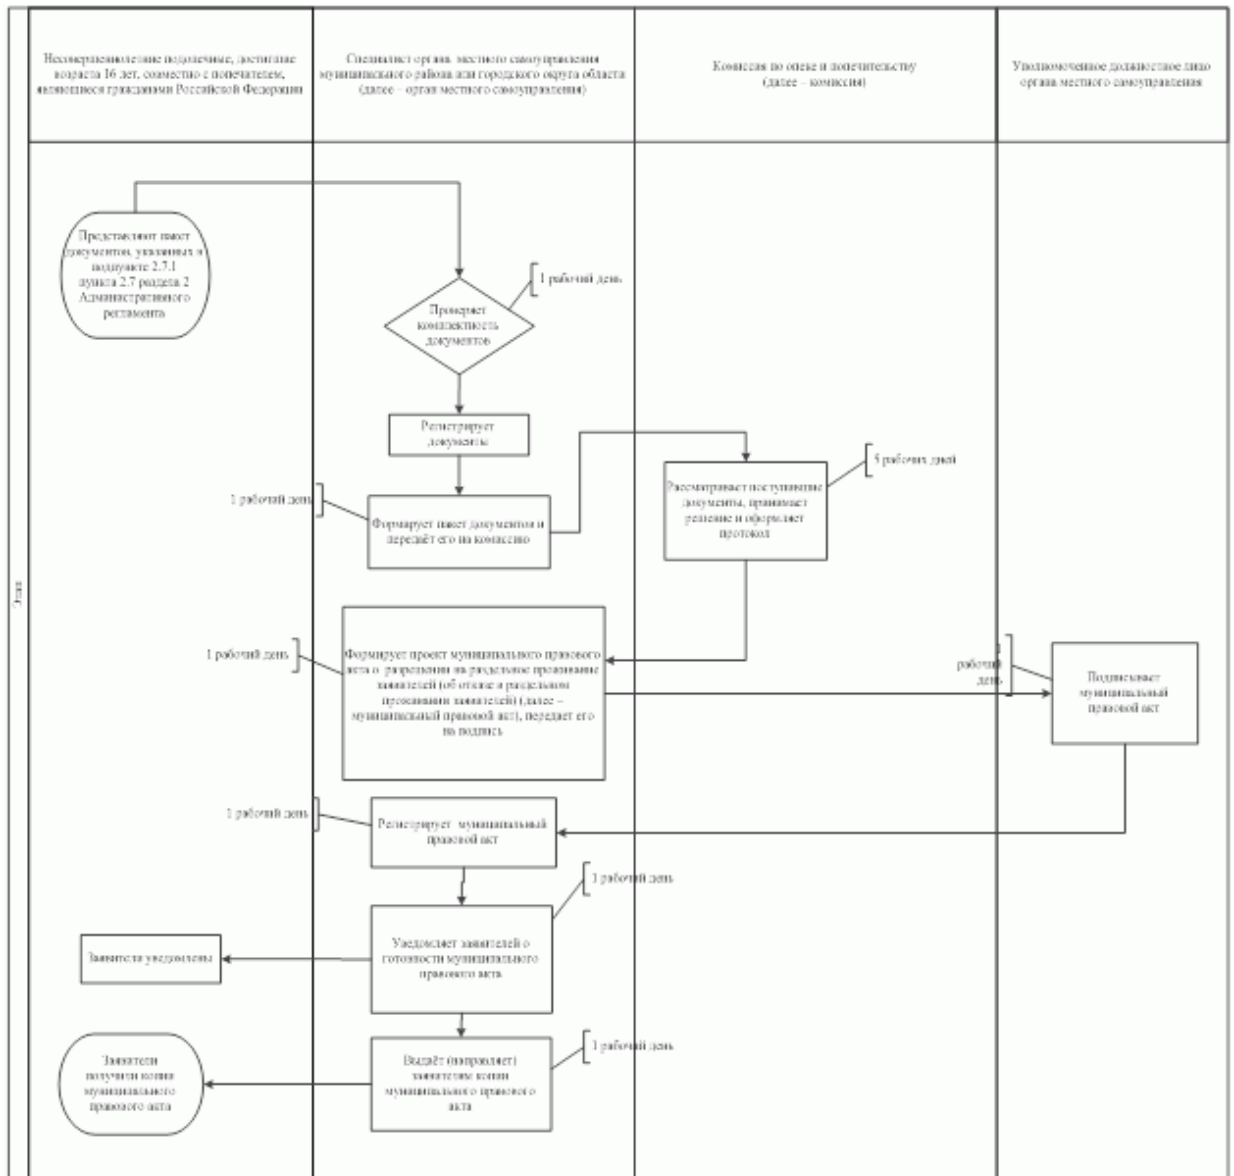 Несовершеннолетние подопечные, достигшие
возраста 16 лет, совместно с попечителем,
являющиеся гражданами Российской Федерации
Специалист органа местного самоуправления
муниципального района или городского округа области
(далее – орган местного самоуправления)
Комиссия по опеке и попечительству
(далее – комиссия)
Уполномоченное должностное лицо
органа местного самоуправления
Этап
Представляют пакет
документов, указанных в
подпункте 2.7.1
пункта 2.7 раздела 2
Административного
регламента
1 рабочий день
Проверяет
комплектность
документов
Регистрирует
документы
5 рабочих дней
Рассматривает поступившие
документы, принимает
решение и оформляет
протокол
1 рабочий день
Формирует пакет документов и
передаёт его на комиссию
1 рабочий день
Формирует проект муниципального правового
акта о разрешении на раздельное проживание
заявителей (об отказе в раздельном
проживании заявителей) (далее –
муниципальный правовой акт), передает его
на подпись
1
рабочий
день
Подписывает
муниципальный
правовой акт
1 рабочий день
Регистрирует муниципальный
правовой акт
1 рабочий день
Уведомляет заявителей о
готовности муниципального
правового акта
Заявители уведомлены
1 рабочий день
Выдаёт (направляет)
заявителям копии
муниципального правового
акта
Заявители
получили копии
муниципального
правового акта